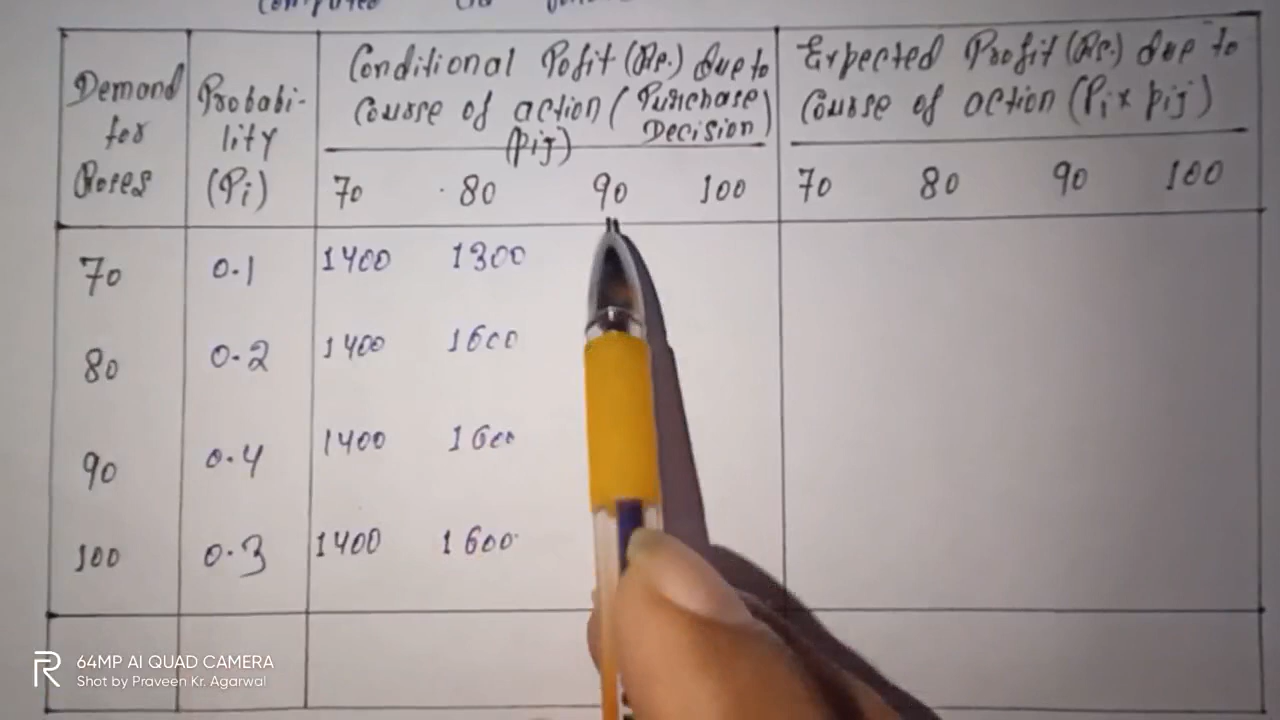 Demand
for
Roses
Probabi-
lity
(Pi)
Conditional Pofit (Rs.) due to
Course of action (Purchase
Decision)
(pij)
70 80 90 100
Expected Profit (Rs.) due to
Course of action (Pi x pij)
70 80 90 100
70 0.1 1400 1300
80 0.2 1400 1600
90 0.4 1400 1600
100 0.3 1400 1600
64MP AI QUAD CAMERA
Shot by Praveen Kr. Agarwal